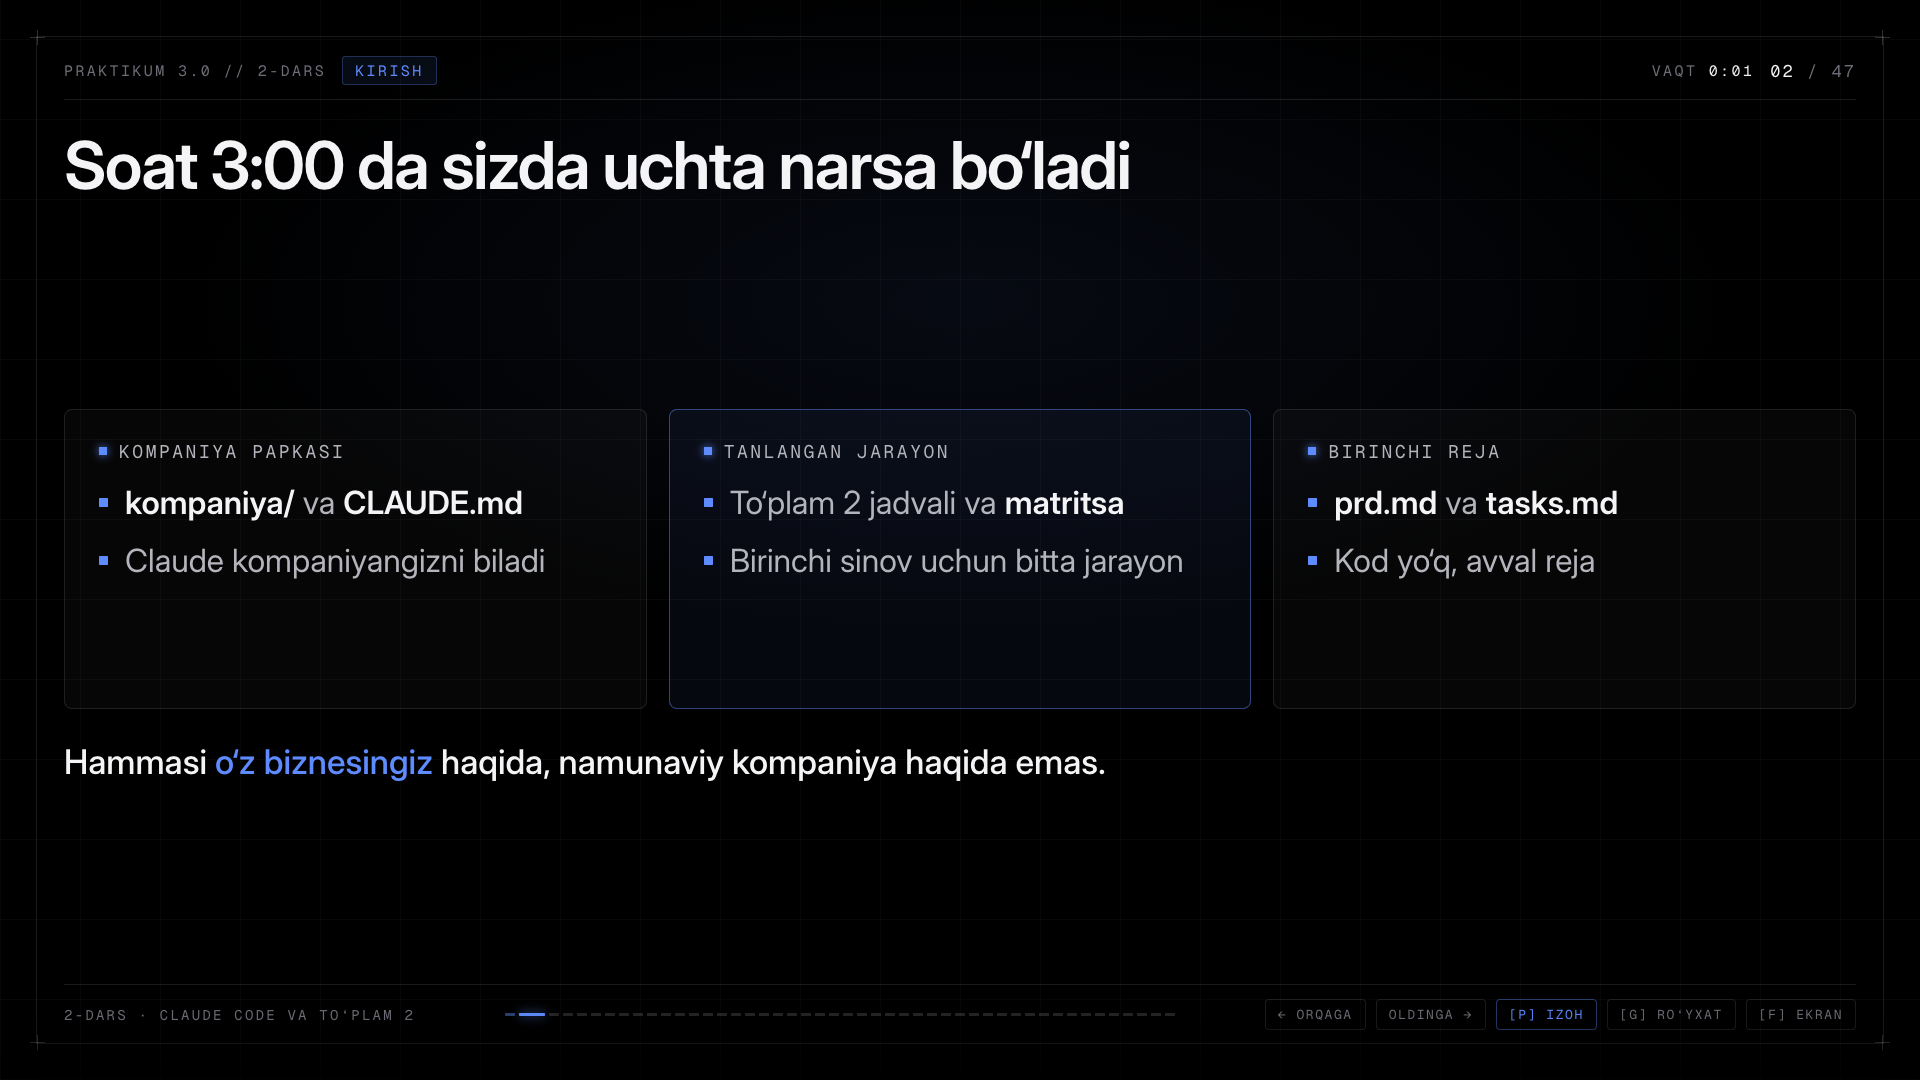 PRAKTIKUM 3.0 // 2-DARS KIRISH VAQT 0:01 02 / 47
Soat 3:00 da sizda uchta narsa bo‘ladi
KOMPANIYA PAPKASI
kompaniya/ va CLAUDE.md
Claude kompaniyangizni biladi
TANLANGAN JARAYON
To‘plam 2 jadvali va matritsa
Birinchi sinov uchun bitta jarayon
BIRINCHI REJA
prd.md va tasks.md
Kod yo‘q, avval reja
Hammasi o‘z biznesingiz haqida, namunaviy kompaniya haqida emas.
2-DARS · CLAUDE CODE VA TO‘PLAM 2 ← ORQAGA OLDINGA → [P] IZOH [G] RO‘YXAT [F] EKRAN